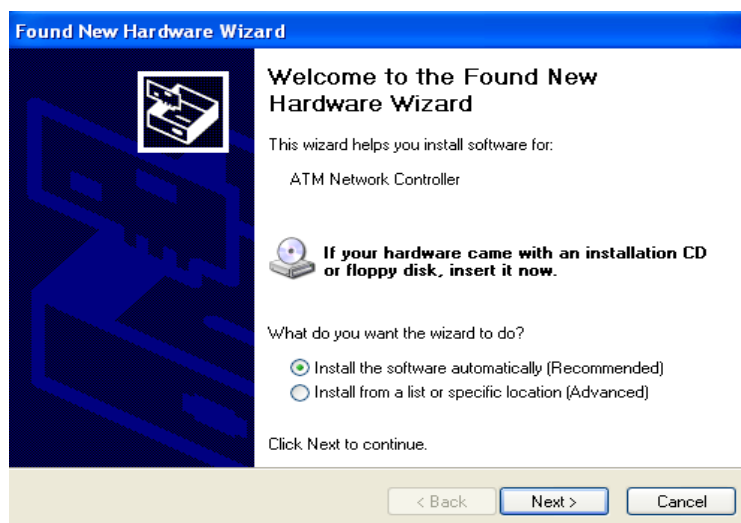 Found New Hardware Wizard
Welcome to the Found New
Hardware Wizard
This wizard helps you install software for:
ATM Network Controller
If your hardware came with an installation CD
or floppy disk, insert it now.
What do you want the wizard to do?
Install the software automatically (Recommended)
Install from a list or specific location (Advanced)
Click Next to continue.
< Back Next > Cancel